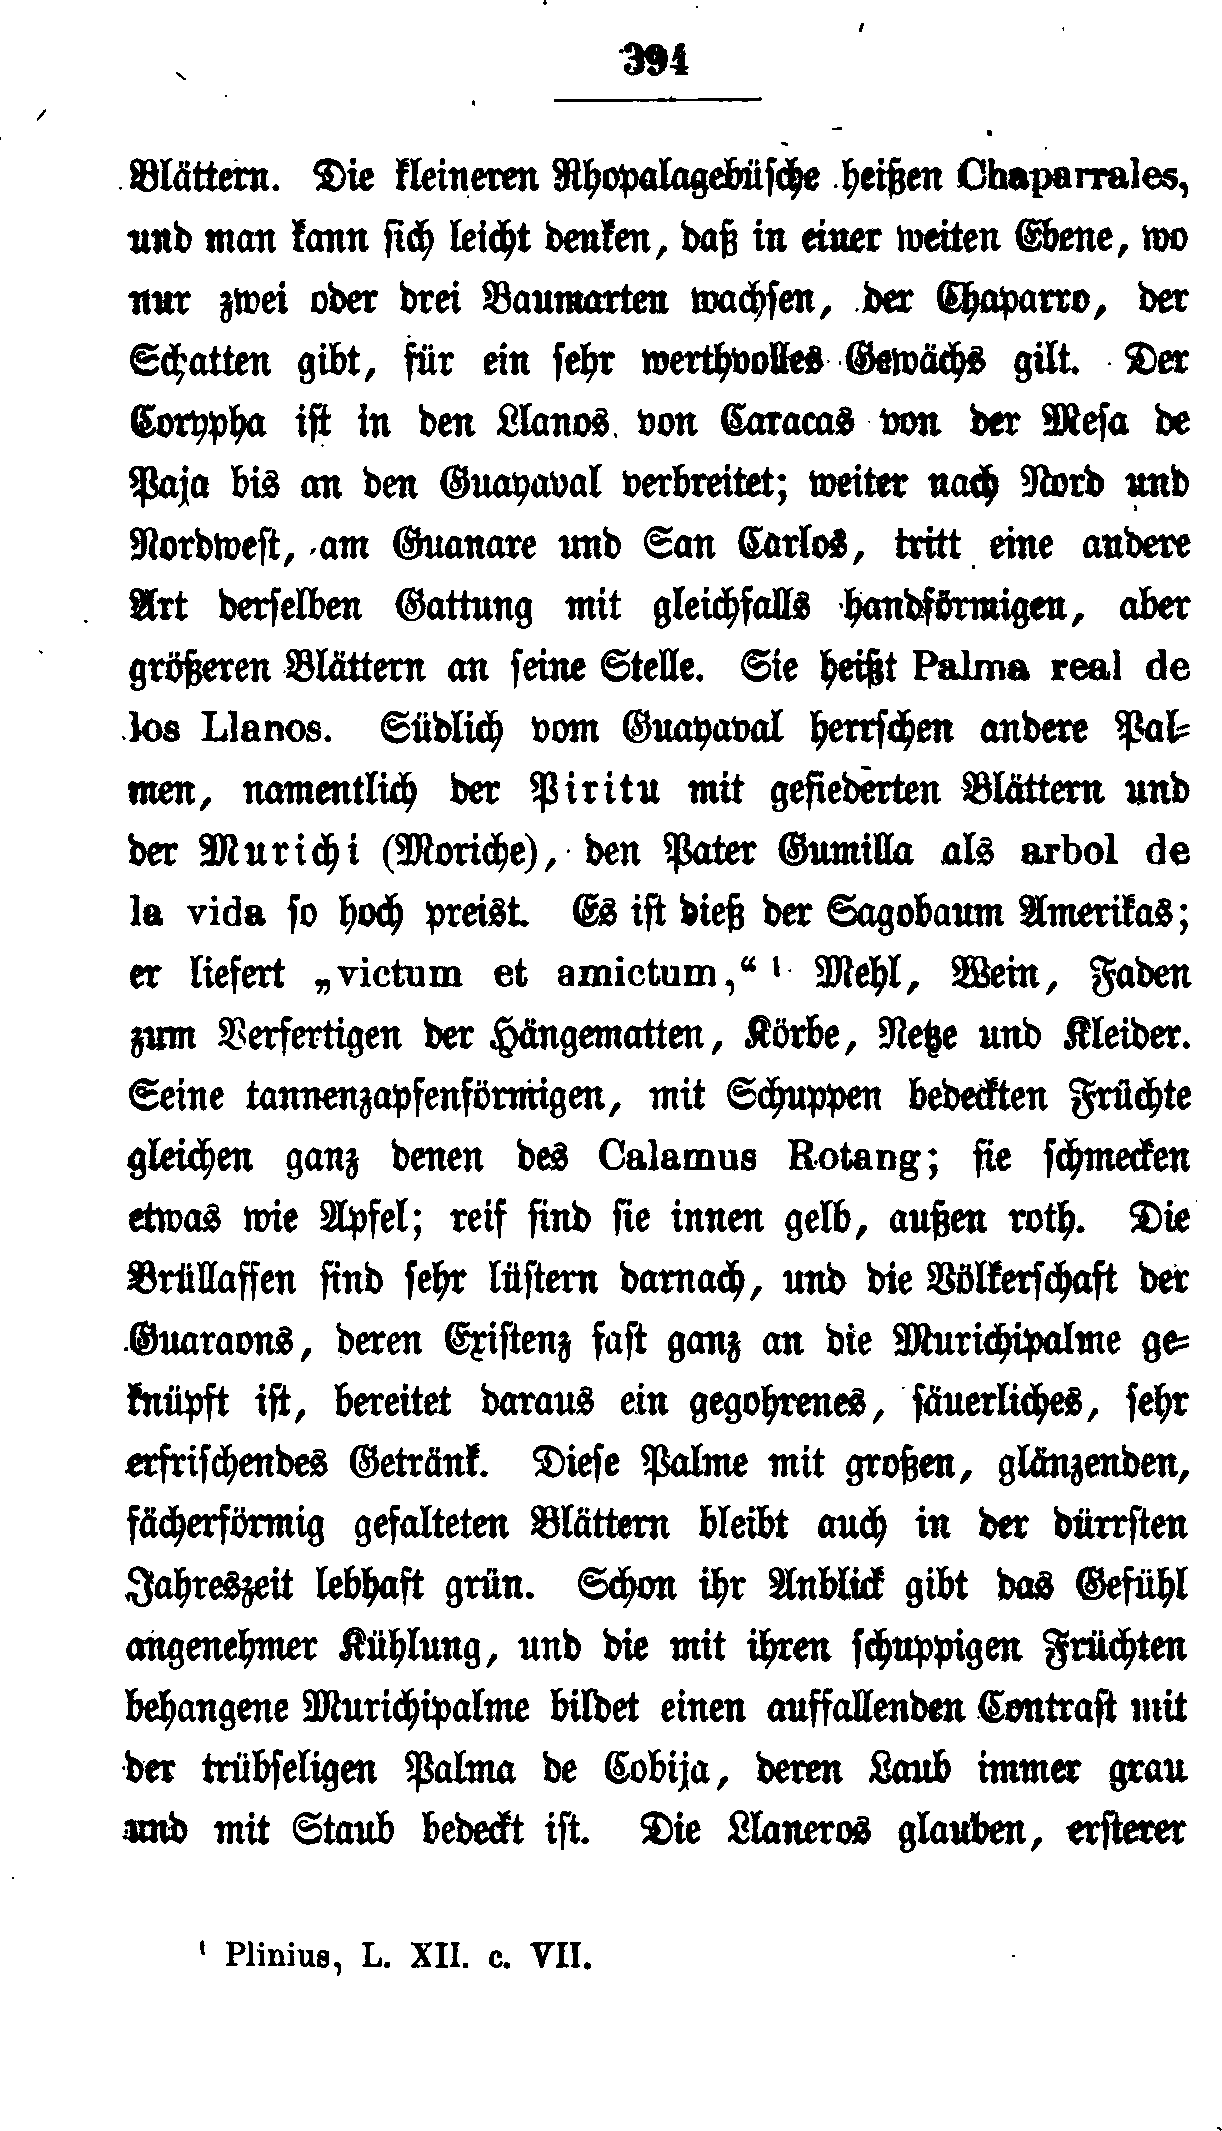 394
Blättern. Die kleineren Rhopalagebüsche heißen Chaparrales,
und man kann sich leicht denken, daß in einer weiten Ebene, wo
nur zwei oder drei Baumarten wachsen, der Chaparro, der
Schatten gibt, für ein sehr werthvolles Gewächs gilt. Der
Corypha ist in den Llanos von Caracas von der Mesa de
Paja bis an den Guayaval verbreitet; weiter nach Nord und
Nordwest, am Guanare und San Carlos, tritt eine andere
Art derselben Gattung mit gleichfalls handförmigen, aber
größeren Blättern an seine Stelle. Sie heißt Palma real de
los Llanos. Südlich vom Guayaval herrschen andere Pal-
men, namentlich der Piritu mit gefiederten Blättern und
der Murichi (Moriche), den Pater Gumilla als arbol de
la vida so hoch preist. Es ist dieß der Sagobaum Amerikas;
er liefert „victum et amictum,“ ¹ Mehl, Wein, Faden
zum Verfertigen der Hängematten, Körbe, Netze und Kleider.
Seine tannenzapfenförmigen, mit Schuppen bedeckten Früchte
gleichen ganz denen des Calamus Rotang; sie schmecken
etwas wie Apfel; reif sind sie innen gelb, außen roth. Die
Brüllaffen sind sehr lüstern darnach, und die Völkerschaft der
Guaraons, deren Existenz fast ganz an die Murichipalme ge-
knüpft ist, bereitet daraus ein gegohrenes, säuerliches, sehr
erfrischendes Getränk. Diese Palme mit großen, glänzenden,
fächerförmig gefalteten Blättern bleibt auch in der dürrsten
Jahreszeit lebhaft grün. Schon ihr Anblick gibt das Gefühl
angenehmer Kühlung, und die mit ihren schuppigen Früchten
behangene Murichipalme bildet einen auffallenden Contrast mit
der trübseligen Palma de Cobija, deren Laub immer grau
und mit Staub bedeckt ist. Die Llaneros glauben, ersterer
¹ Plinius, L. XII. c. VII.